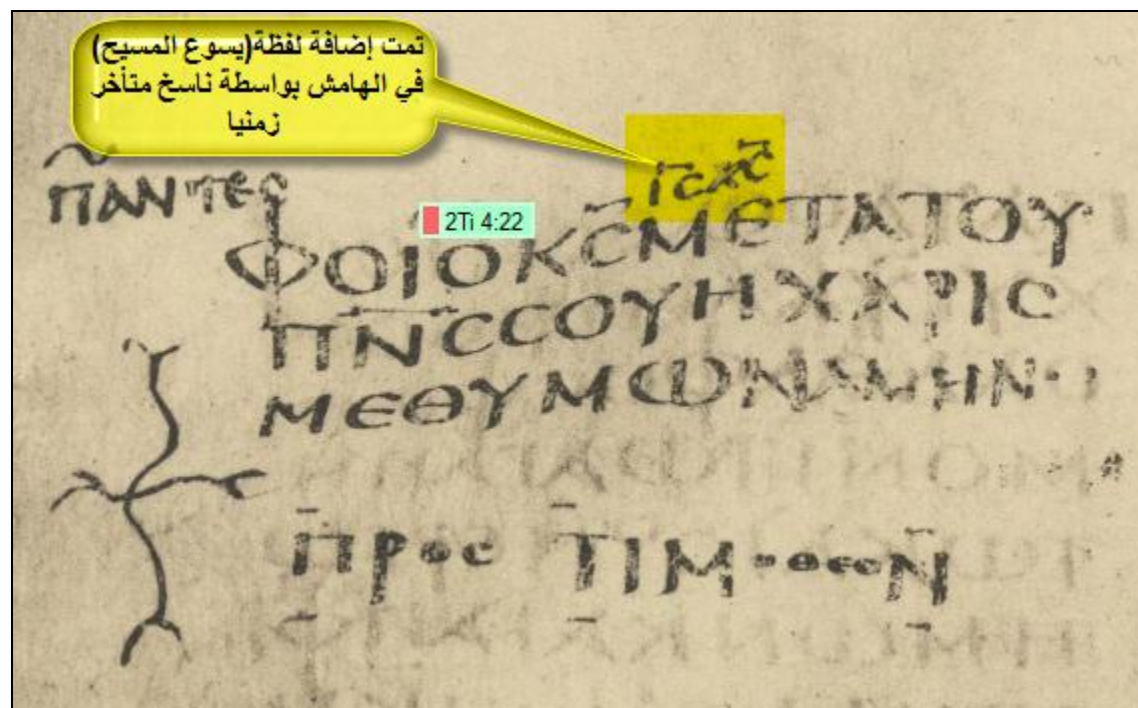 تمت إضافة لفظة(يسوع المسيح)
في الهامش بواسطة ناسخ متأخر
زمنيا
ΙϹΧϹ
ΠΑΝΤΕϹ
2Ti 4:22
ΦΟΙΟΚϹΜΕΤΑΤΟΥ
ΠΝϹϹΟΥΗΧΑΡΙϹ
ΜΕΘΥΜΩΝΑΜΗΝ·
ΠΡΟϹ ΤΙΜΟΘΕΟΝ